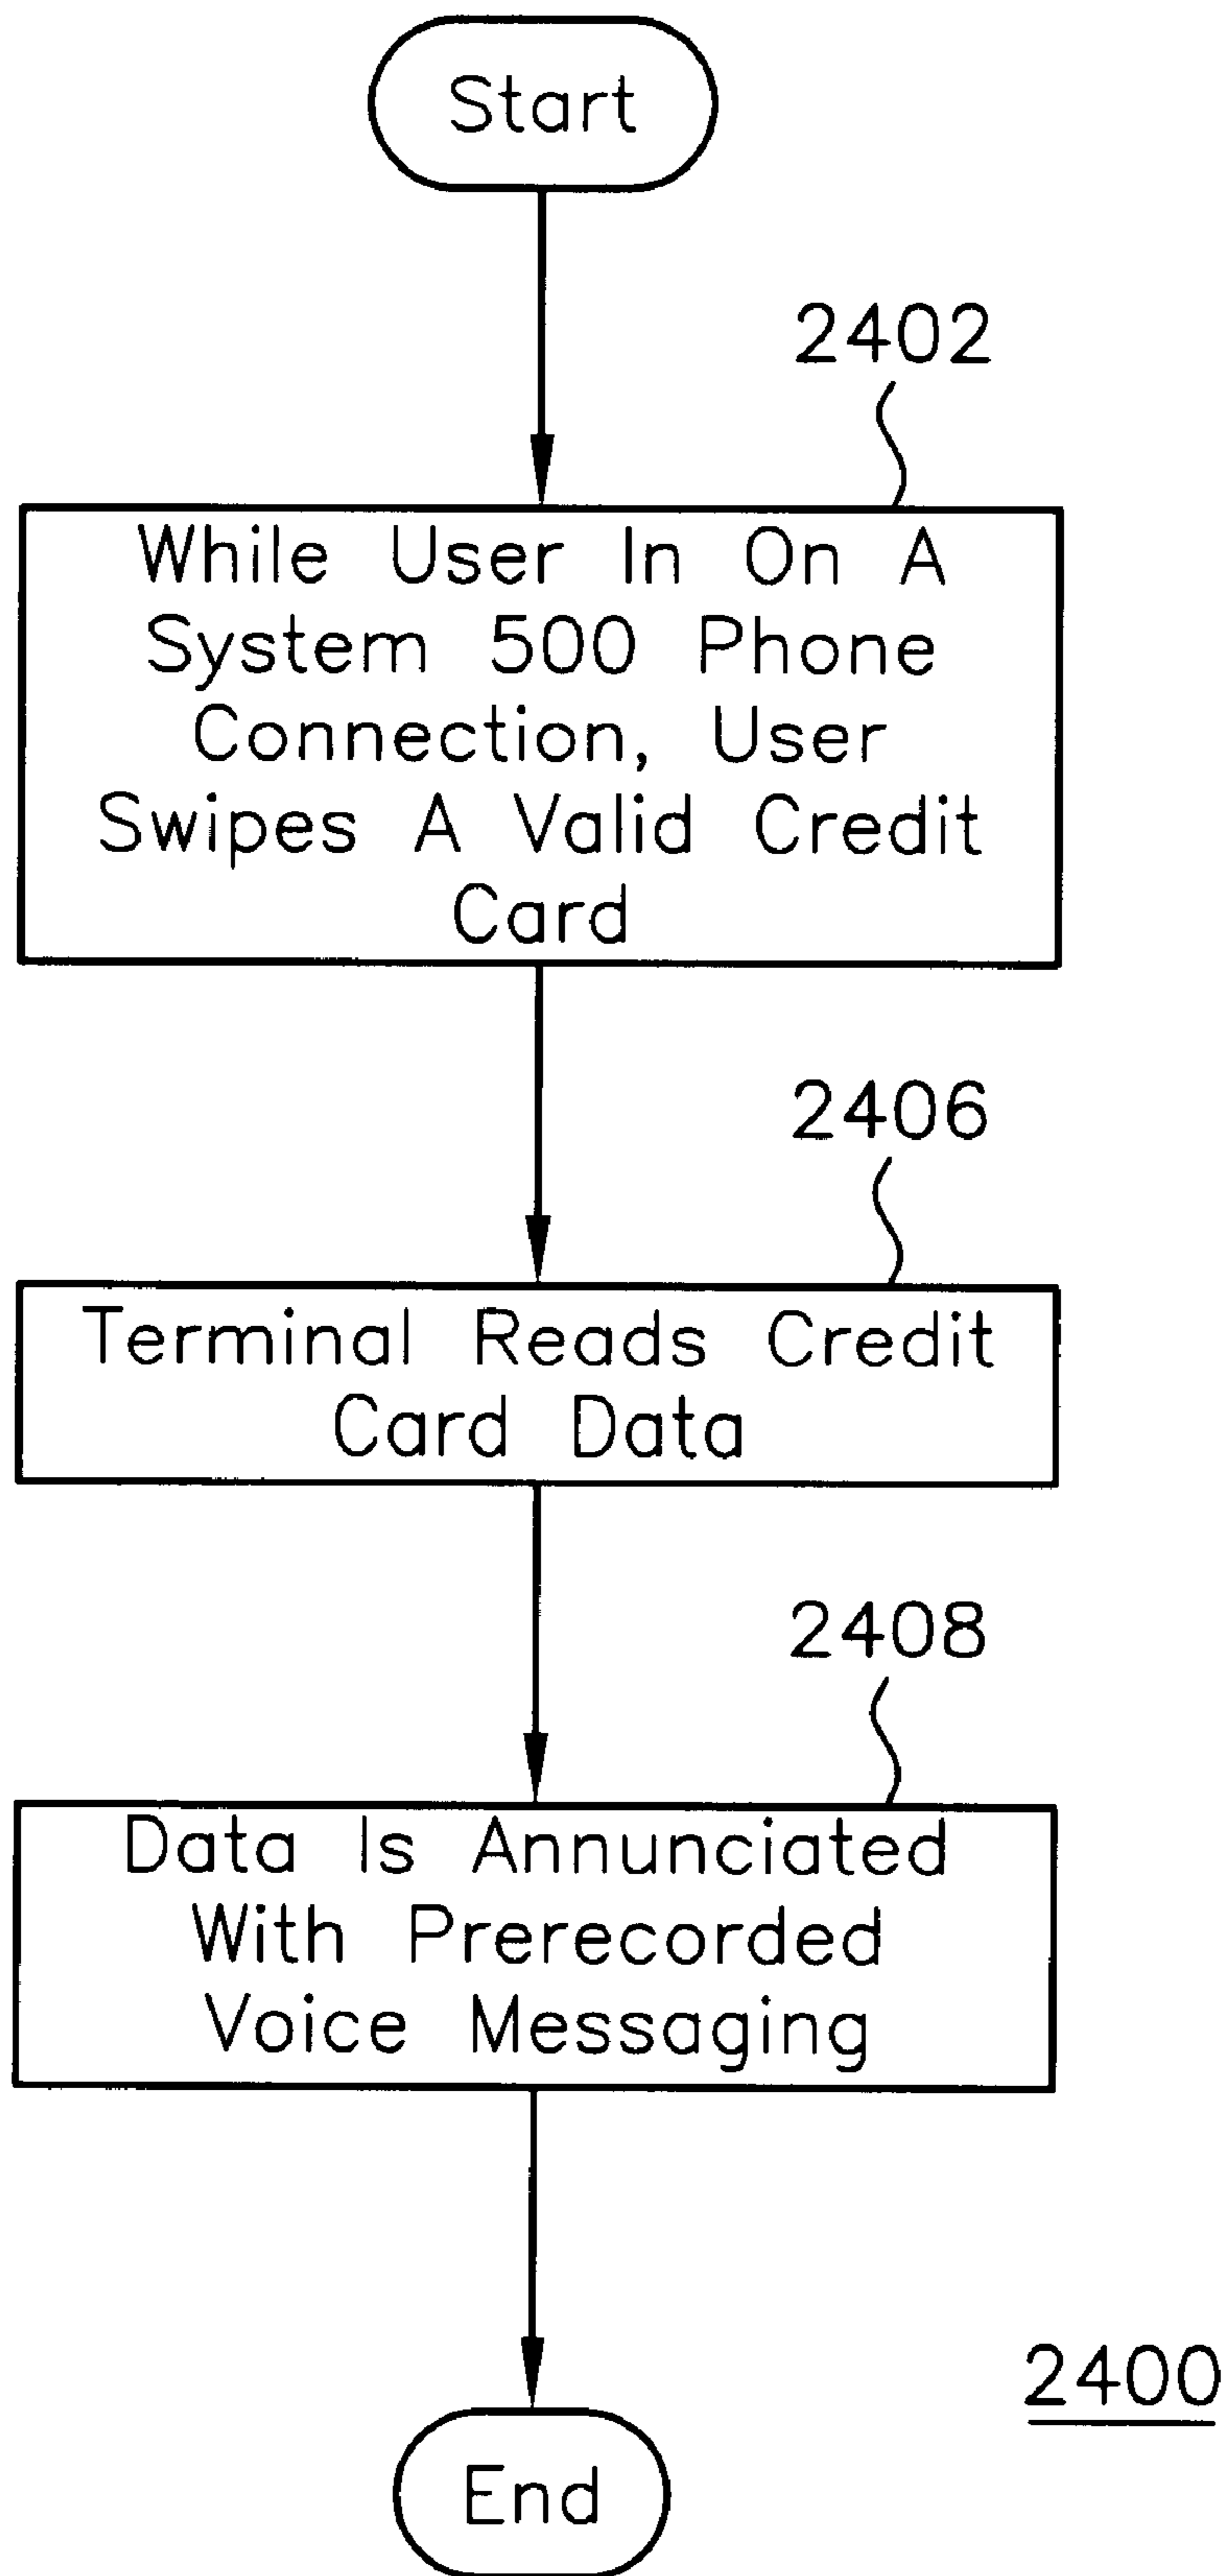 Start
2402
While User In On A
System 500 Phone
Connection, User
Swipes A Valid Credit
Card
2406
Terminal Reads Credit
Card Data
2408
Data Is Annunciated
With Prerecorded
Voice Messaging
2400
End